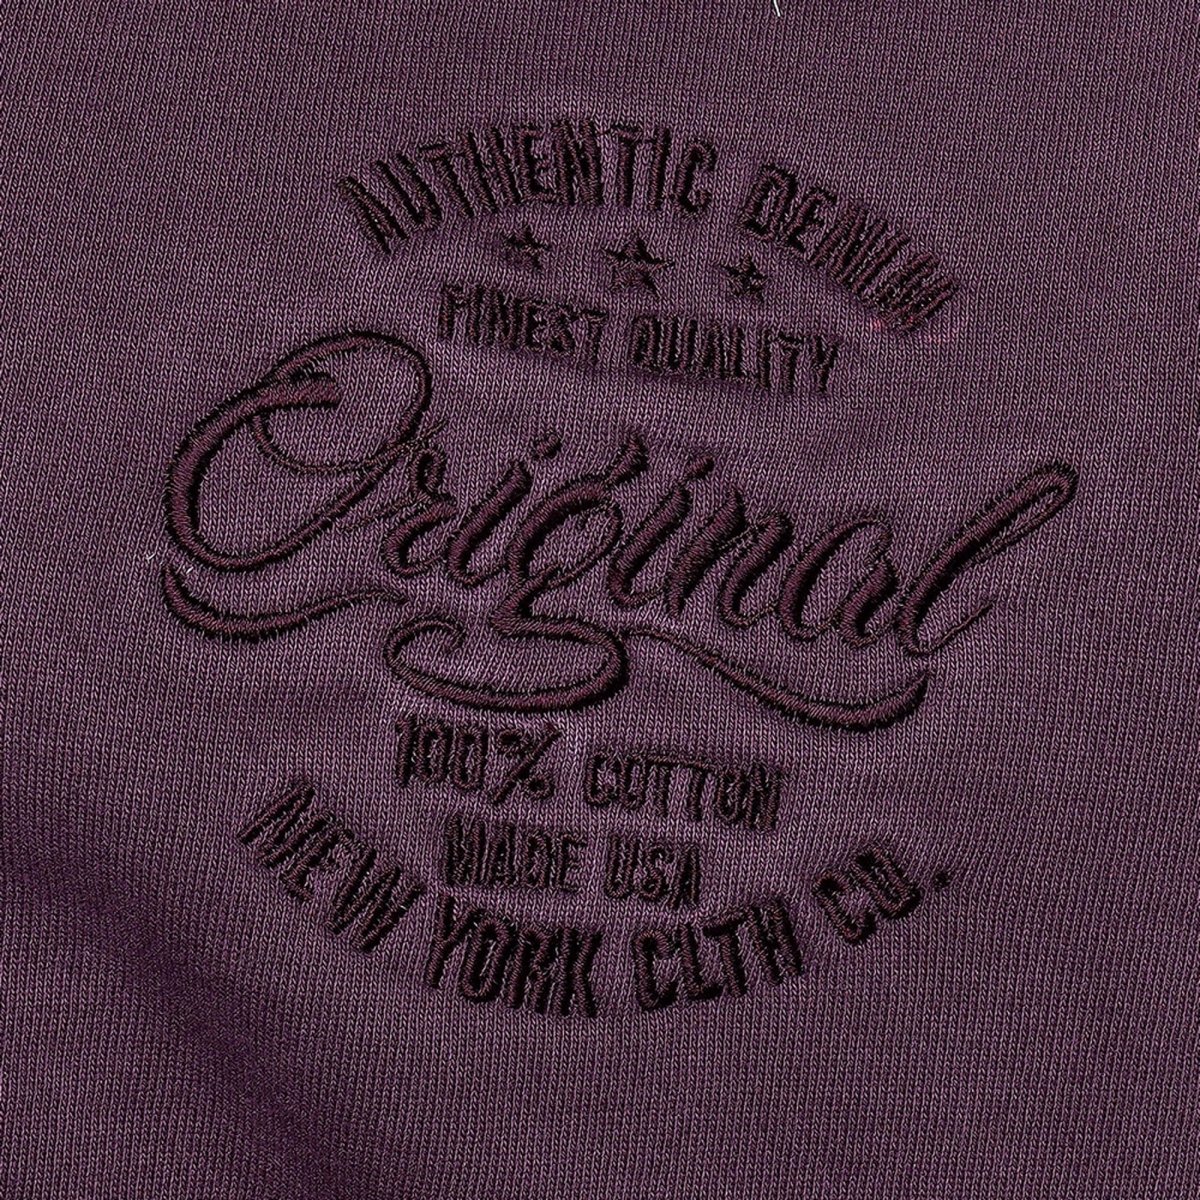 AUTHENTIC DENIM
FINEST QUALITY
Original
100% COTTON
MADE USA
NEW YORK CLTH CO.